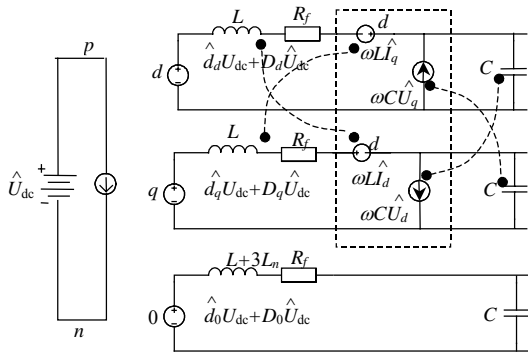 p
+
Û_dc
-
n
L
R_f
d
d
+
-
d̂_dU_dc+D_dÛ_dc
ωLÎ_q
ωCÛ_q
C
L
R_f
d
q
+
-
d̂_qU_dc+D_qÛ_dc
ωLÎ_d
ωCÛ_d
C
L+3L_n
R_f
0
+
-
d̂_0U_dc+D_0Û_dc
C